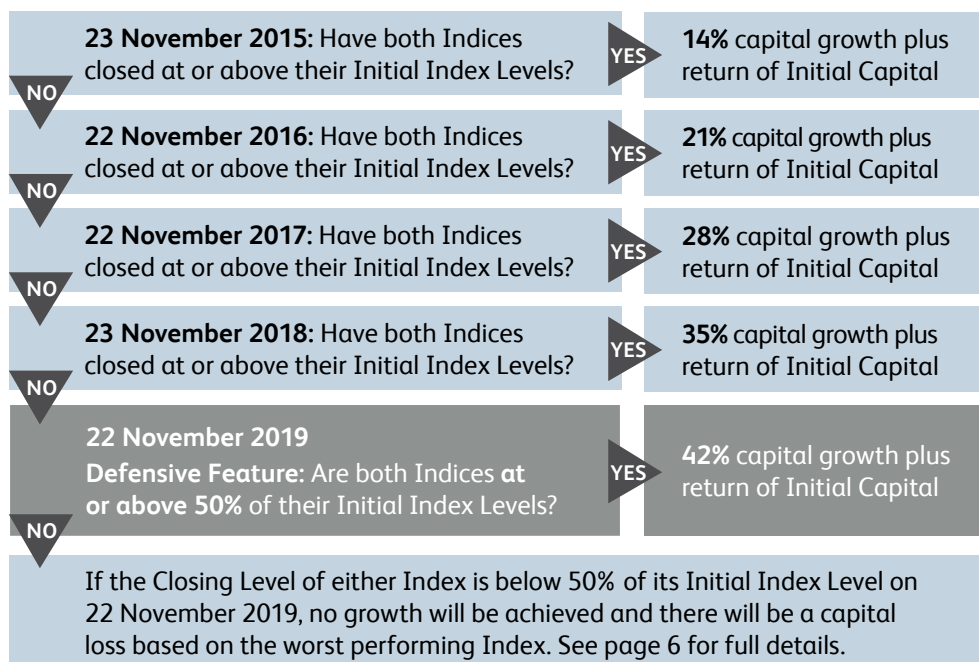 23 November 2015: Have both Indices
closed at or above their Initial Index Levels?
YES
14% capital growth plus
return of Initial Capital
NO
22 November 2016: Have both Indices
closed at or above their Initial Index Levels?
YES
21% capital growth plus
return of Initial Capital
NO
22 November 2017: Have both Indices
closed at or above their Initial Index Levels?
YES
28% capital growth plus
return of Initial Capital
NO
23 November 2018: Have both Indices
closed at or above their Initial Index Levels?
YES
35% capital growth plus
return of Initial Capital
NO
22 November 2019
Defensive Feature: Are both Indices at
or above 50% of their Initial Index Levels?
YES
42% capital growth plus
return of Initial Capital
NO
If the Closing Level of either Index is below 50% of its Initial Index Level on
22 November 2019, no growth will be achieved and there will be a capital
loss based on the worst performing Index. See page 6 for full details.